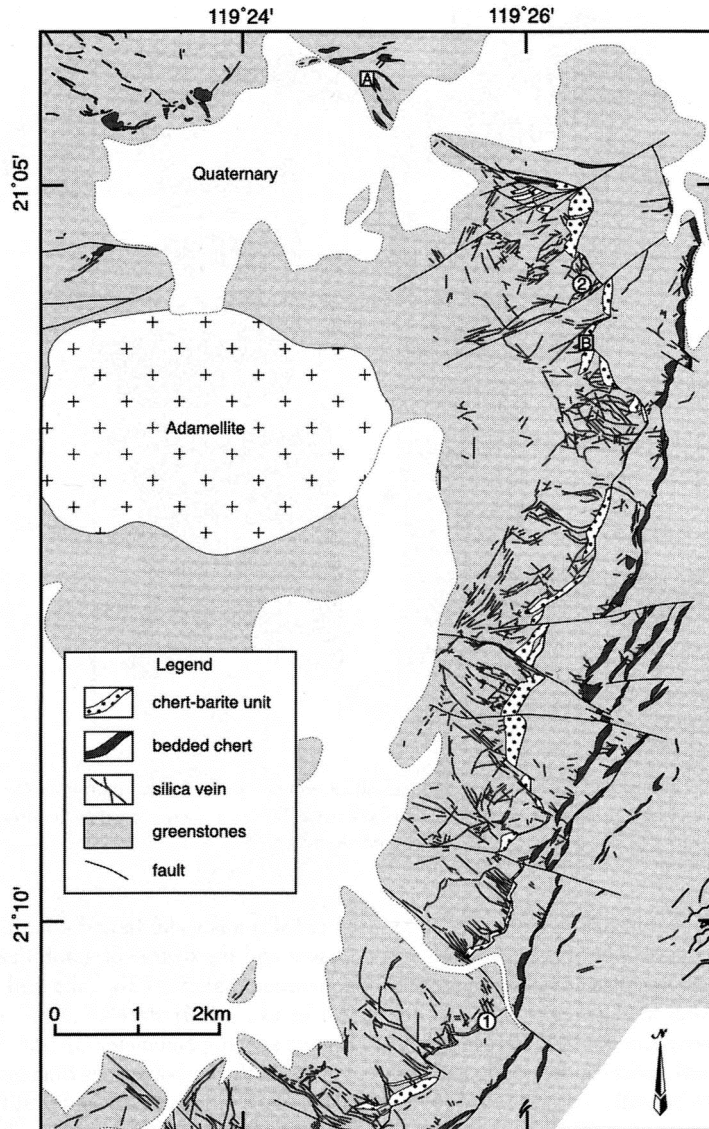 119°24'
119°26'
A
21°05'
Quaternary
2
B
Adamellite
Legend
chert-barite unit
bedded chert
silica vein
greenstones
fault
21°10'
0 1 2km
1
N